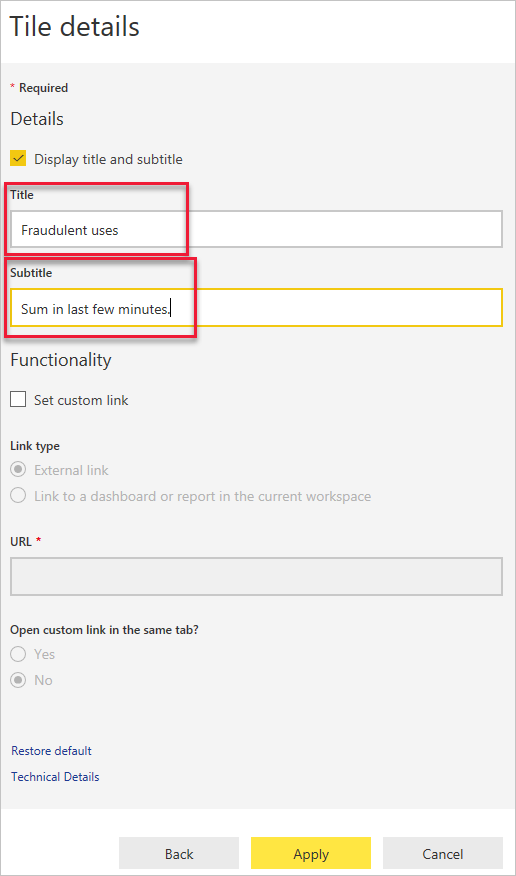 Tile details
* Required
Details
Display title and subtitle
Title
Fraudulent uses
Subtitle
Sum in last few minutes.
Functionality
Set custom link
Link type
External link
Link to a dashboard or report in the current workspace
URL *
Open custom link in the same tab?
Yes
No
Restore default
Technical Details
Back Apply Cancel